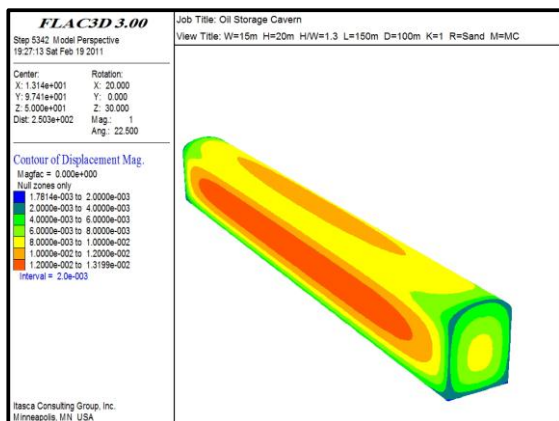 FLAC3D 3.00
Step 5342 Model Perspective
19:27:13 Sat Feb 19 2011
Center:
X: 1.314e+001
Y: 9.741e+001
Z: 5.000e+001
Dist: 2.503e+002
Rotation:
X: 20.000
Y: 0.000
Z: 30.000
Mag.: 1
Ang.: 22.500
Contour of Displacement Mag.
Magfac = 0.000e+000
Null zones only
1.7814e-003 to 2.0000e-003
2.0000e-003 to 4.0000e-003
4.0000e-003 to 6.0000e-003
6.0000e-003 to 8.0000e-003
8.0000e-003 to 1.0000e-002
1.0000e-002 to 1.2000e-002
1.2000e-002 to 1.3199e-002
Interval = 2.0e-003
Itasca Consulting Group, Inc.
Minneapolis, MN USA
Job Title: Oil Storage Cavern
View Title: W=15m H=20m H/W=1.3 L=150m D=100m K=1 R=Sand M=MC